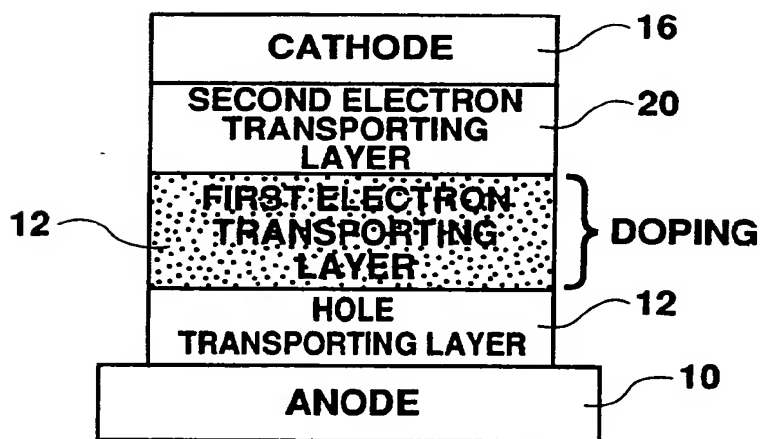 CATHODE
16
SECOND ELECTRON
TRANSPORTING
LAYER
20
FIRST ELECTRON
TRANSPORTING
LAYER
12
DOPING
HOLE
TRANSPORTING LAYER
12
ANODE
10